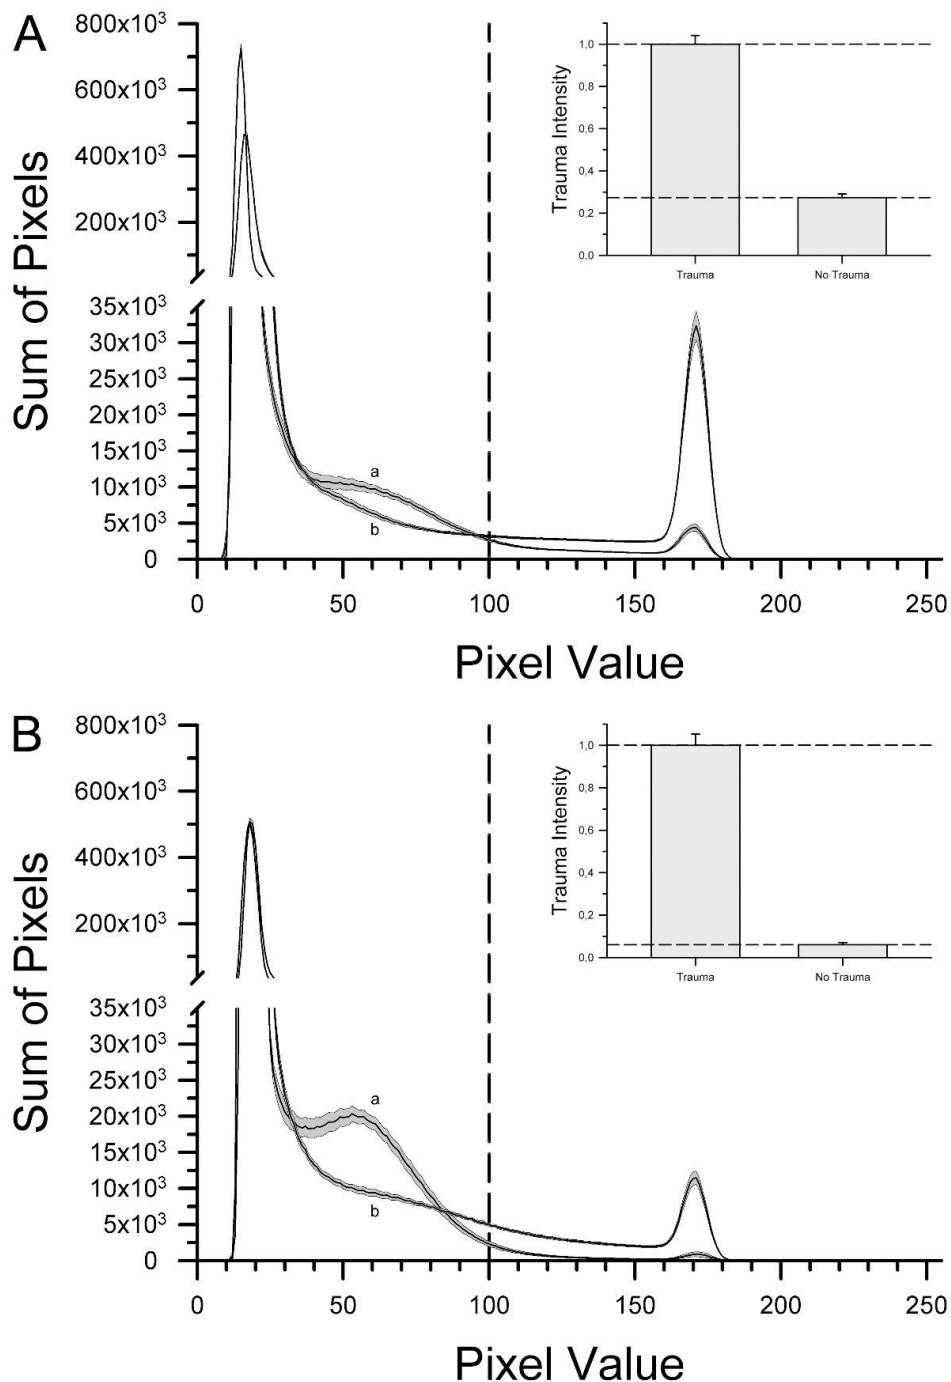 A
800x10³
600x10³
400x10³
200x10³
35x10³
30x10³
25x10³
20x10³
15x10³
10x10³
5x10³
0
Sum of Pixels
a
b
0 50 100 150 200 250
Pixel Value
Trauma Intensity
1,0
0,8
0,6
0,4
0,2
0,0
Trauma No Trauma
B
800x10³
600x10³
400x10³
200x10³
35x10³
30x10³
25x10³
20x10³
15x10³
10x10³
5x10³
0
Sum of Pixels
a
b
0 50 100 150 200 250
Pixel Value
Trauma Intensity
1,0
0,8
0,6
0,4
0,2
0,0
Trauma No Trauma